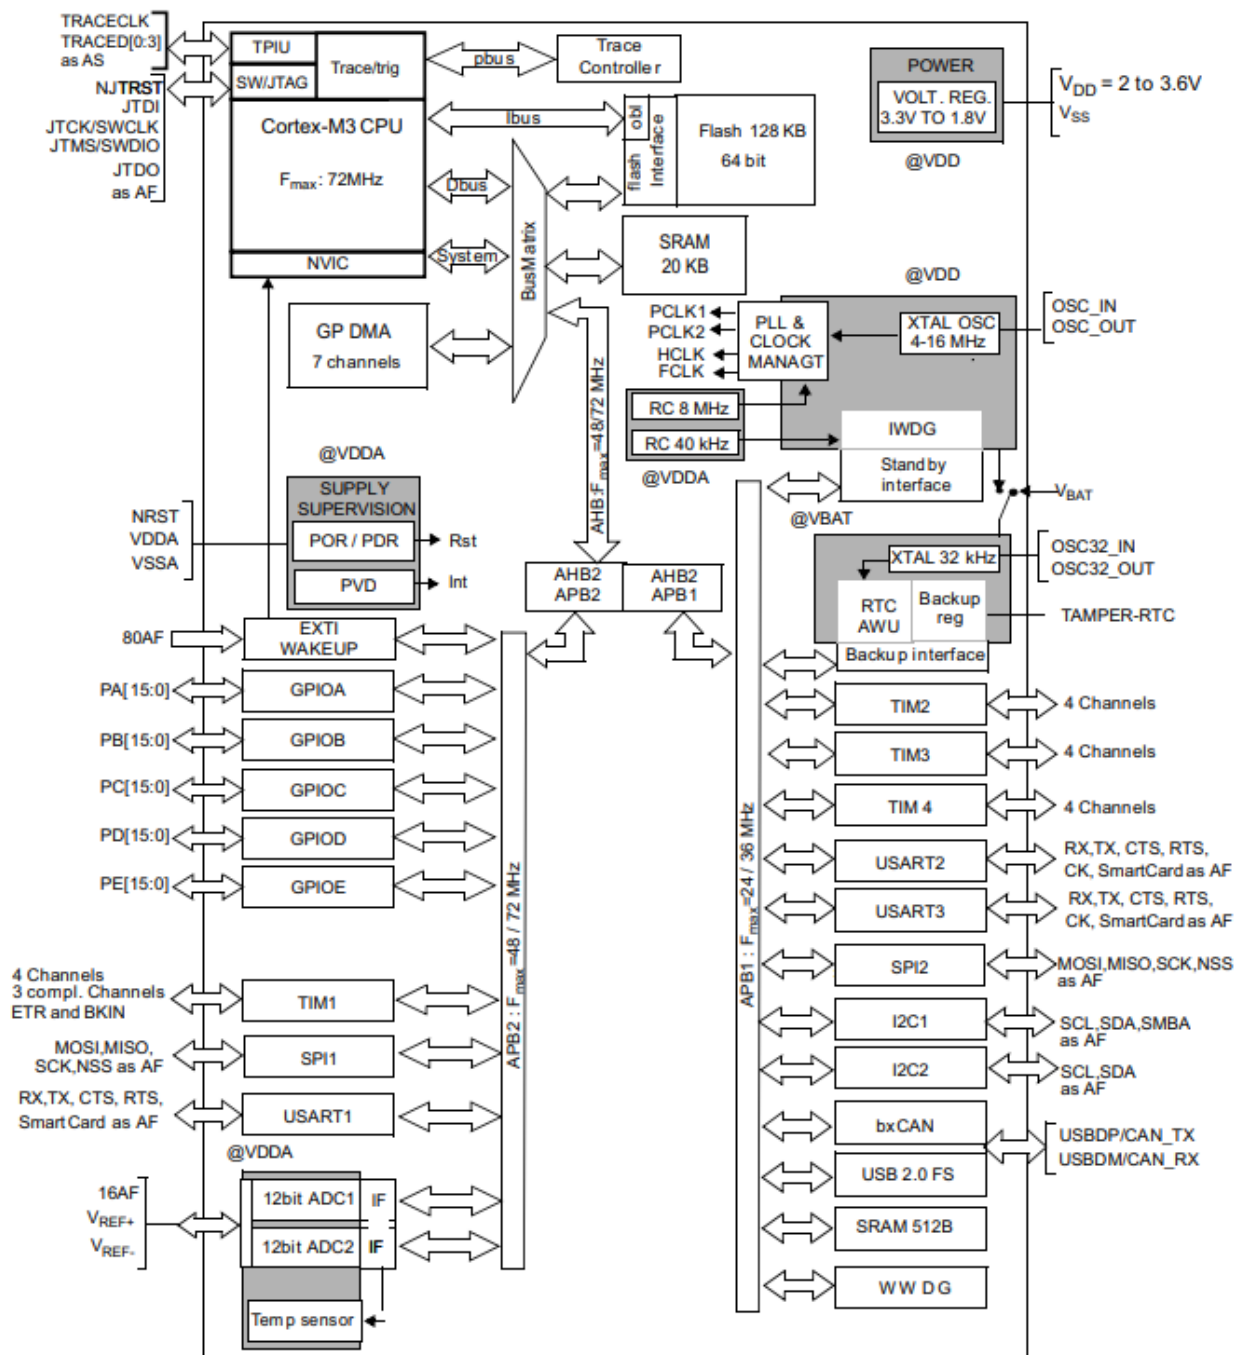 TRACECLK
TRACED[0:3]
as AS
TPIU
SW/JTAG
Trace/trig
pbus
Trace
Controller
NJTRST
JTDI
JTCK/SWCLK
JTMS/SWDIO
JTDO
as AF
Cortex-M3 CPU
Fmax: 72MHz
NVIC
Ibus
Dbus
System
BusMatrix
obl
flash
Interface
Flash 128 KB
64 bit
SRAM
20 KB
POWER
VOLT. REG.
3.3V TO 1.8V
@VDD
VDD = 2 to 3.6V
VSS
GP DMA
7 channels
AHB:Fmax=48/72 MHz
@VDD
PCLK1
PCLK2
HCLK
FCLK
PLL &
CLOCK
MANAGT
XTAL OSC
4-16 MHz
OSC_IN
OSC_OUT
RC 8 MHz
RC 40 kHz
@VDDA
IWDG
Standby
interface
@VBAT
VBAT
@VDDA
SUPPLY
SUPERVISION
POR / PDR
PVD
Rst
Int
NRST
VDDA
VSSA
AHB2
APB2
AHB2
APB1
XTAL 32 kHz
OSC32_IN
OSC32_OUT
RTC
AWU
Backup
reg
Backup interface
TAMPER-RTC
80AF
EXTI
WAKEUP
PA[15:0]
GPIOA
PB[15:0]
GPIOB
PC[15:0]
GPIOC
PD[15:0]
GPIOD
PE[15:0]
GPIOE
4 Channels
3 compl. Channels
ETR and BKIN
TIM1
MOSI,MISO,
SCK,NSS as AF
SPI1
RX,TX, CTS, RTS,
SmartCard as AF
USART1
@VDDA
16AF
VREF+
VREF-
12bit ADC1
IF
12bit ADC2
IF
Temp sensor
APB2 : Fmax=48 / 72 MHz
APB1 : Fmax=24 / 36 MHz
TIM2
4 Channels
TIM3
4 Channels
TIM 4
4 Channels
USART2
RX,TX, CTS, RTS,
CK, SmartCard as AF
USART3
RX,TX, CTS, RTS,
CK, SmartCard as AF
SPI2
MOSI,MISO,SCK,NSS
as AF
I2C1
SCL,SDA,SMBA
as AF
I2C2
SCL,SDA
as AF
bxCAN
USBDP/CAN_TX
USBDM/CAN_RX
USB 2.0 FS
SRAM 512B
WWDG